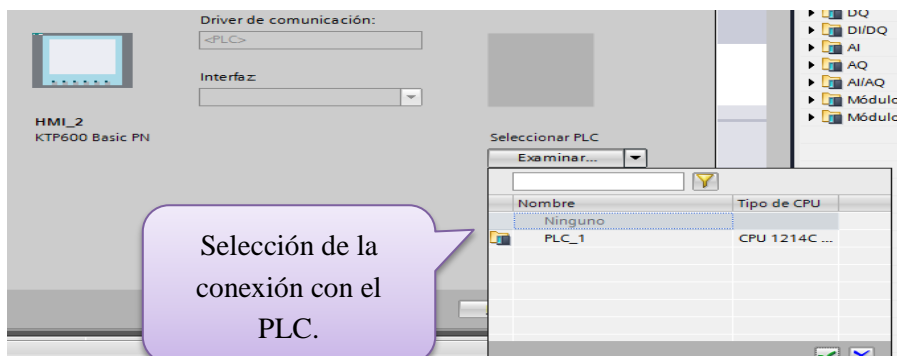 Driver de comunicación:
<PLC>
Interfaz:
HMI_2
KTP600 Basic PN
Seleccionar PLC
Examinar...
Nombre
Tipo de CPU
Ninguno
PLC_1
CPU 1214C ...
Selección de la
conexión con el
PLC.
DQ
DI/DQ
AI
AQ
AI/AQ
Módulo
Módulo